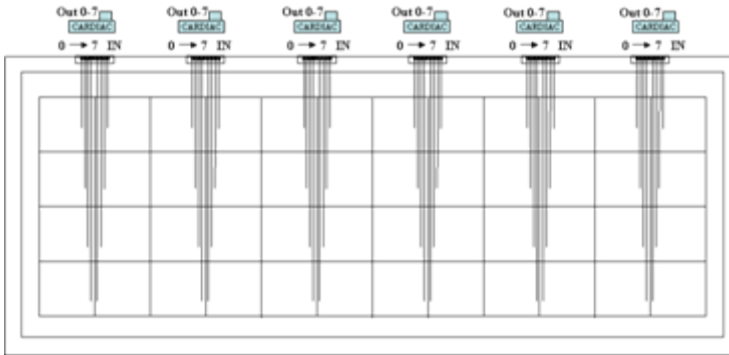 Out 0-7 Out 0-7 Out 0-7 Out 0-7 Out 0-7 Out 0-7
CARDIAC CARDIAC CARDIAC CARDIAC CARDIAC CARDIAC
0 → 7 IN 0 → 7 IN 0 → 7 IN 0 → 7 IN 0 → 7 IN 0 → 7 IN